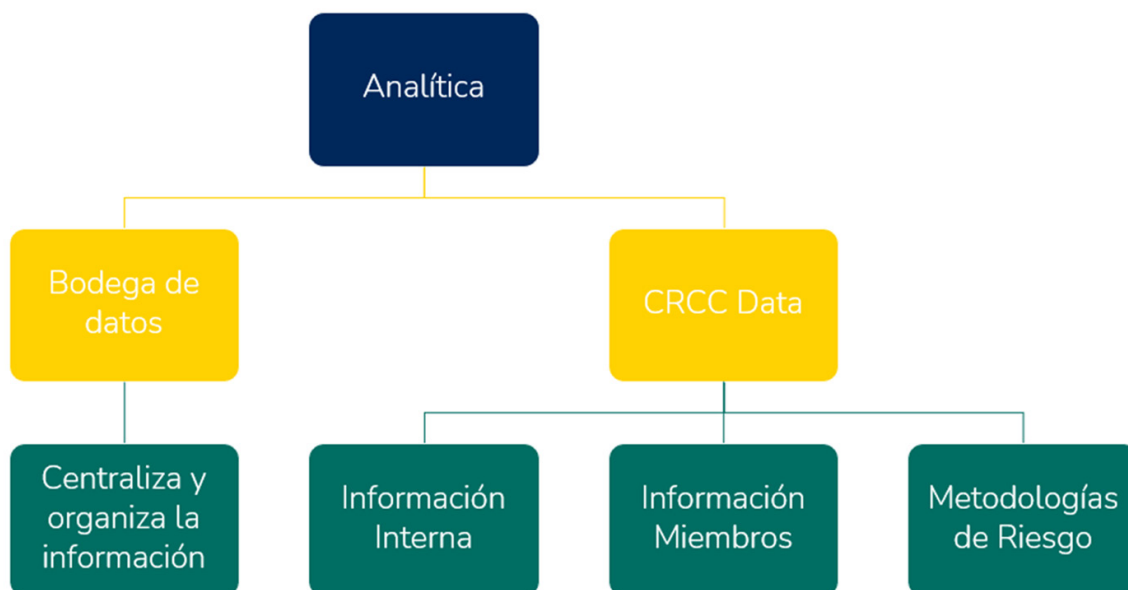 Analítica
Bodega de
datos
CRCC Data
Centraliza y
organiza la
información
Información
Interna
Información
Miembros
Metodologías
de Riesgo